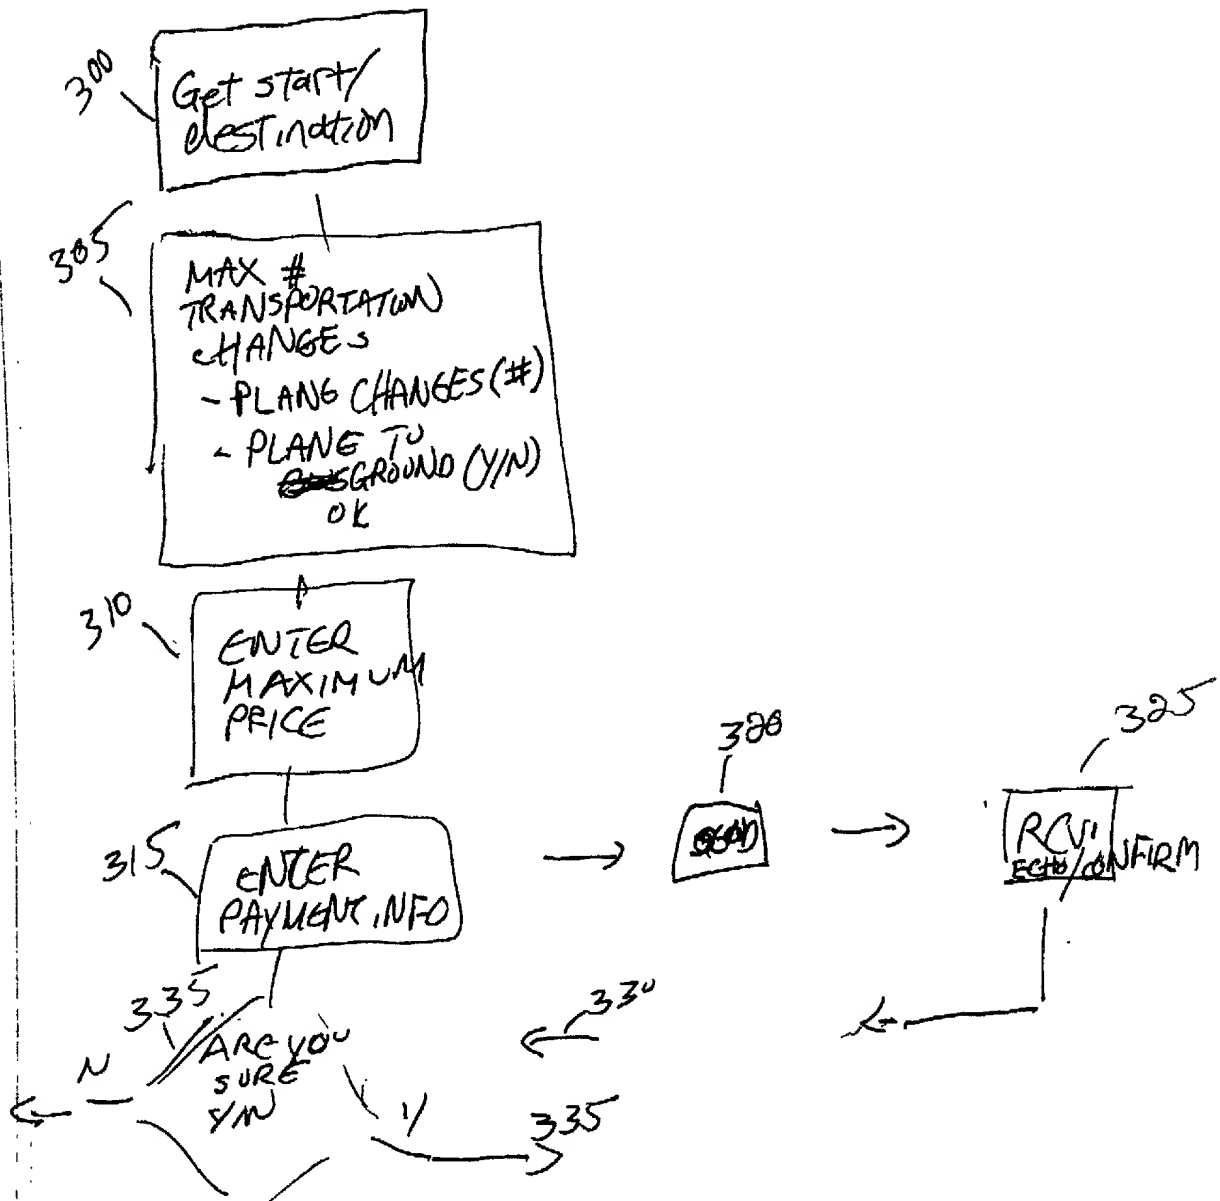 300
Get start/
destination
305
MAX #
TRANSPORTATION
CHANGES
- PLANE CHANGES (#)
- PLANE TO
GROUND (Y/N)
OK
310
ENTER
MAXIMUM
PRICE
320
325
315
ENTER
PAYMENT INFO
RCV
ECHO/CONFIRM
335
330
ARE YOU
SURE
Y/N
N
Y
335